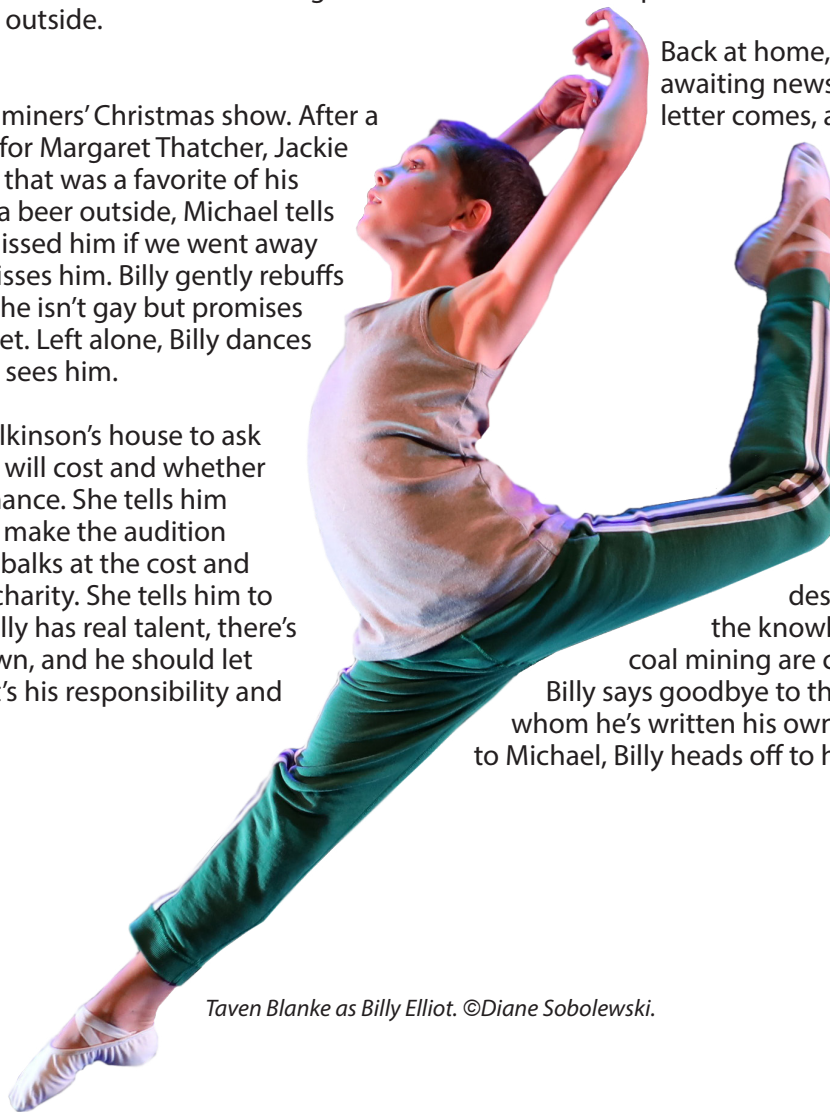 outside.
miners’ Christmas show. After a
for Margaret Thatcher, Jackie
that was a favorite of his
a beer outside, Michael tells
issed him if we went away
isses him. Billy gently rebuffs
he isn’t gay but promises
et. Left alone, Billy dances
sees him.
lkinson’s house to ask
will cost and whether
ance. She tells him
make the audition
balks at the cost and
charity. She tells him to
lly has real talent, there’s
wn, and he should let
t’s his responsibility and
Back at home,
awaiting news
letter comes, a
des
the knowl
coal mining are c
Billy says goodbye to th
whom he’s written his own
to Michael, Billy heads off to h
Taven Blanke as Billy Elliot. ©Diane Sobolewski.